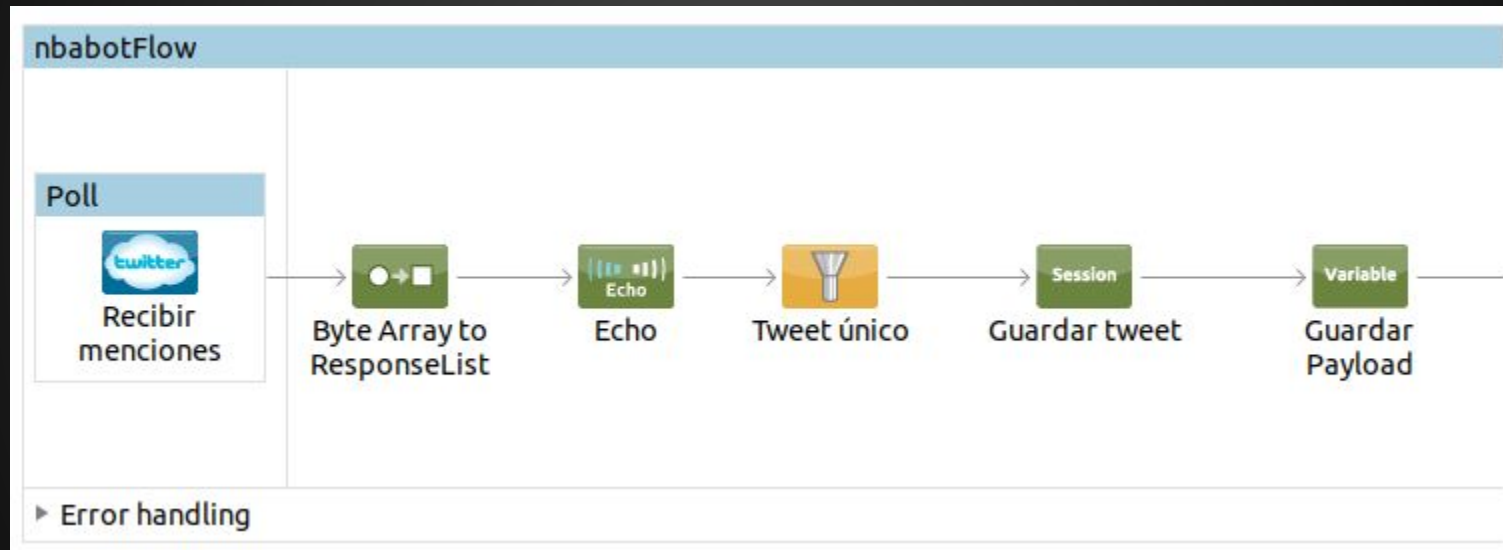 nbabotFlow
Poll
twitter
Recibir
menciones
Byte Array to
ResponseList
Echo
Echo
Tweet único
Session
Guardar tweet
Variable
Guardar
Payload
Error handling